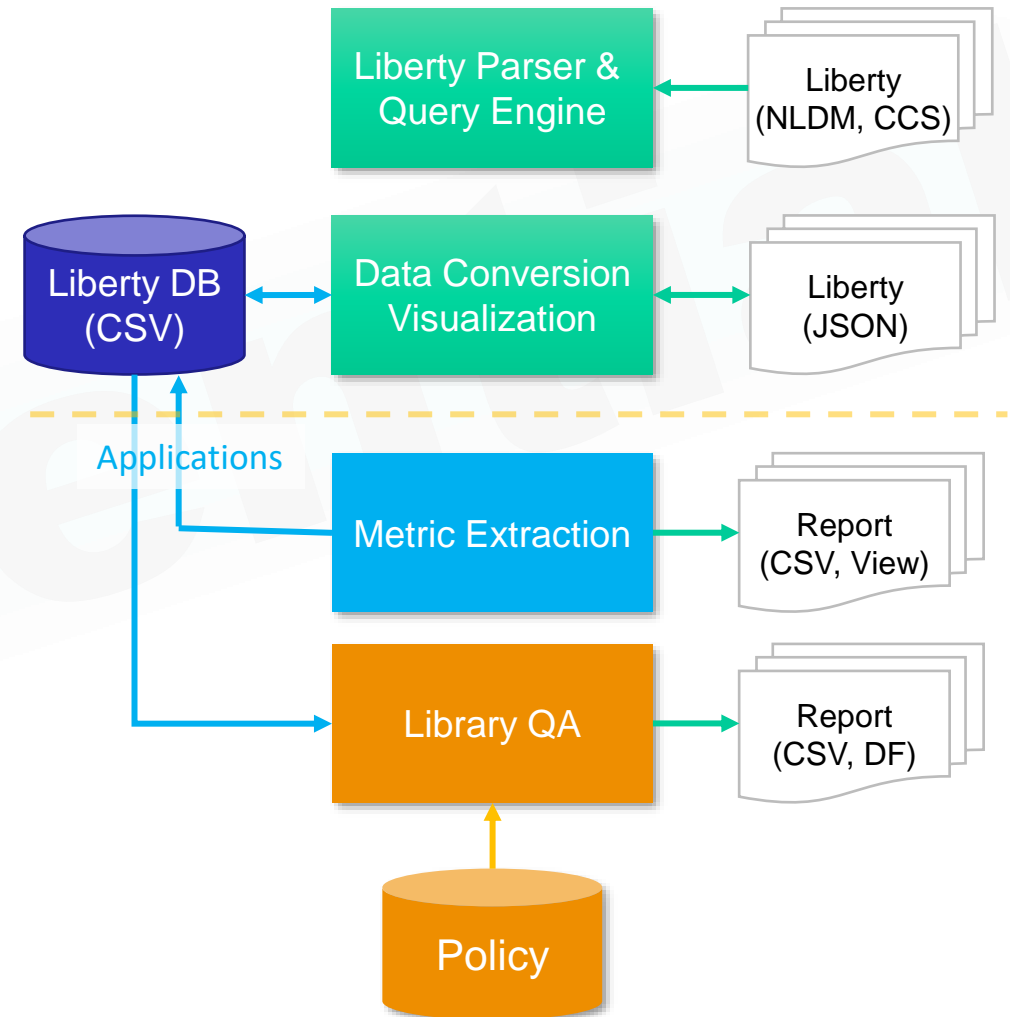 Liberty Parser &
Query Engine
Liberty
(NLDM, CCS)
Liberty DB
(CSV)
Data Conversion
Visualization
Liberty
(JSON)
Applications
Metric Extraction
Report
(CSV, View)
Library QA
Report
(CSV, DF)
Policy